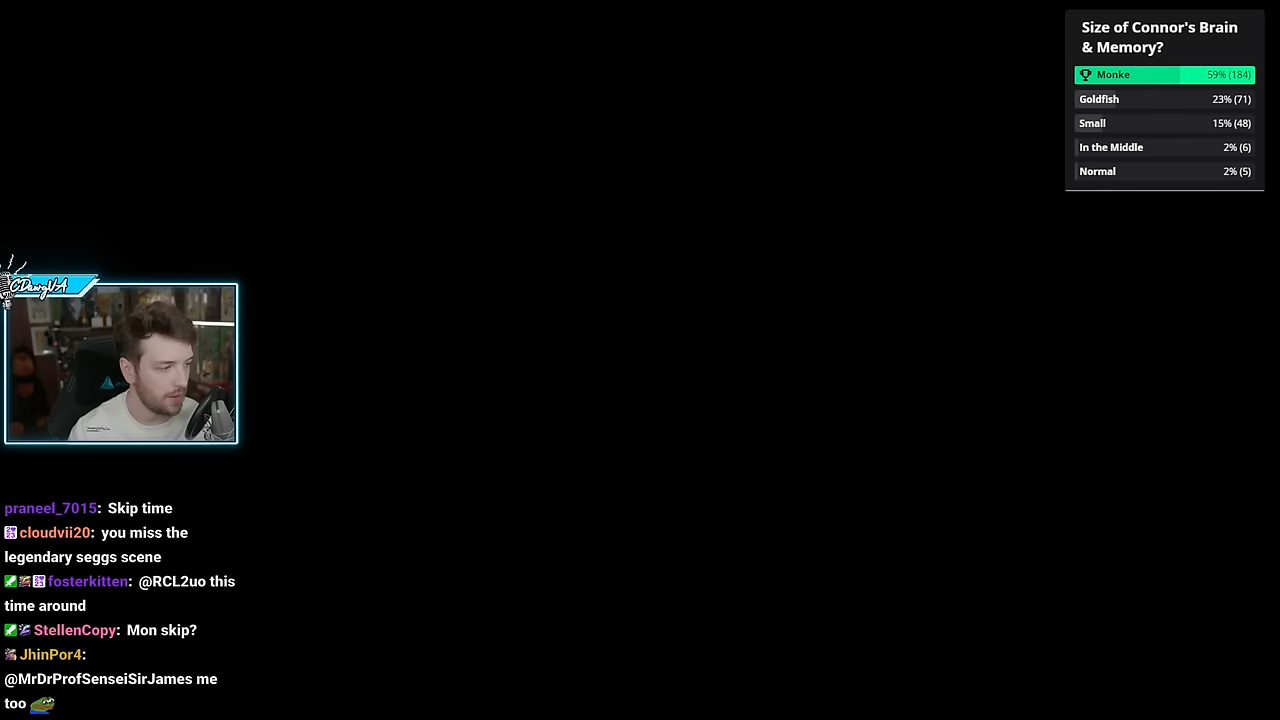 Size of Connor's Brain
& Memory?
Monke 59% (184)
Goldfish 23% (71)
Small 15% (48)
In the Middle 2% (6)
Normal 2% (5)
CDawgVA
praneel_7015: Skip time
cloudvii20: you miss the
legendary seggs scene
fosterkitten: @RCL2uo this
time around
StellenCopy: Mon skip?
JhinPor4:
@MrDrProfSenseiSirJames me
too